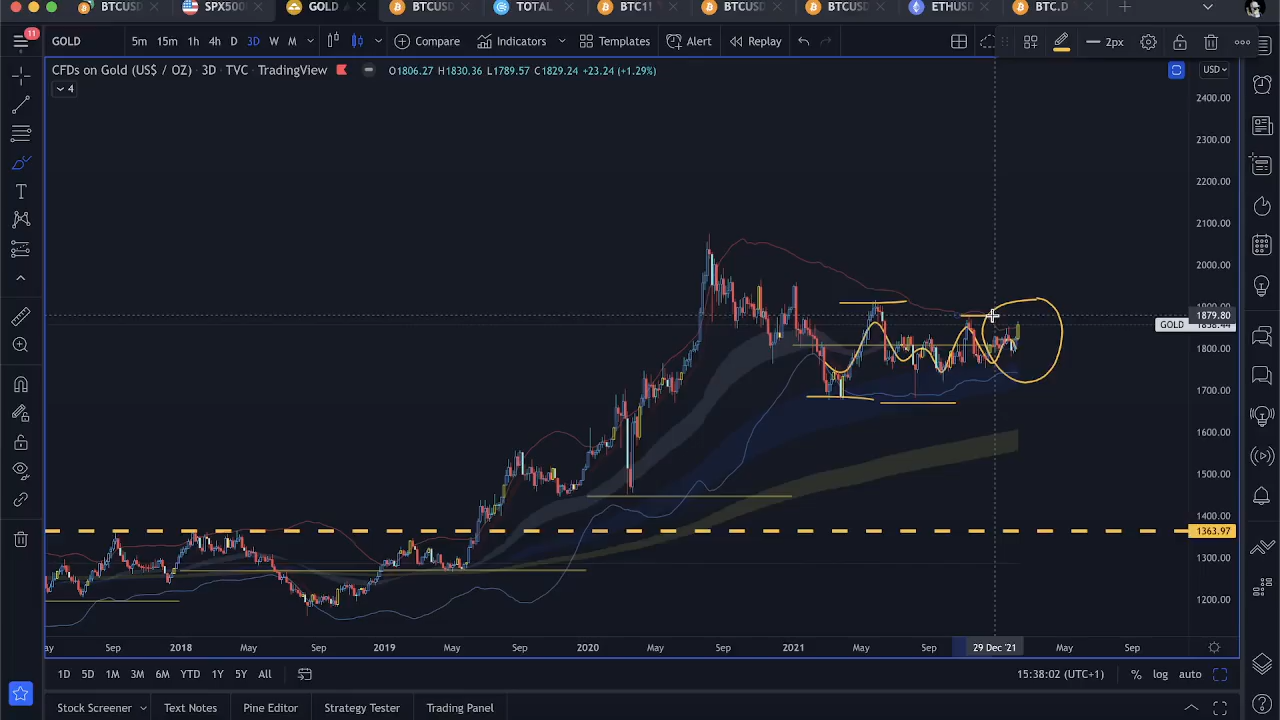 BTCUSD SPX500 GOLD BTCUSD TOTAL BTC1! BTCUSD BTCUSD ETHUSD BTC.D
11 GOLD 5m 15m 1h 4h D 3D W M Compare Indicators Templates Alert Replay 2px
CFDs on Gold (US$ / OZ) · 3D · TVC · TradingView O1806.27 H1830.36 L1789.57 C1829.24 +23.24 (+1.29%) USD
4
2400.00
2300.00
2200.00
2100.00
2000.00
1879.80
GOLD
1800.00
1700.00
1600.00
1500.00
1400.00
1363.97
1300.00
1200.00
ay Sep 2018 May Sep 2019 May Sep 2020 May Sep 2021 May Sep 29 Dec '21 May Sep
1D 5D 1M 3M 6M YTD 1Y 5Y All 15:38:02 (UTC+1) % log auto
Stock Screener Text Notes Pine Editor Strategy Tester Trading Panel